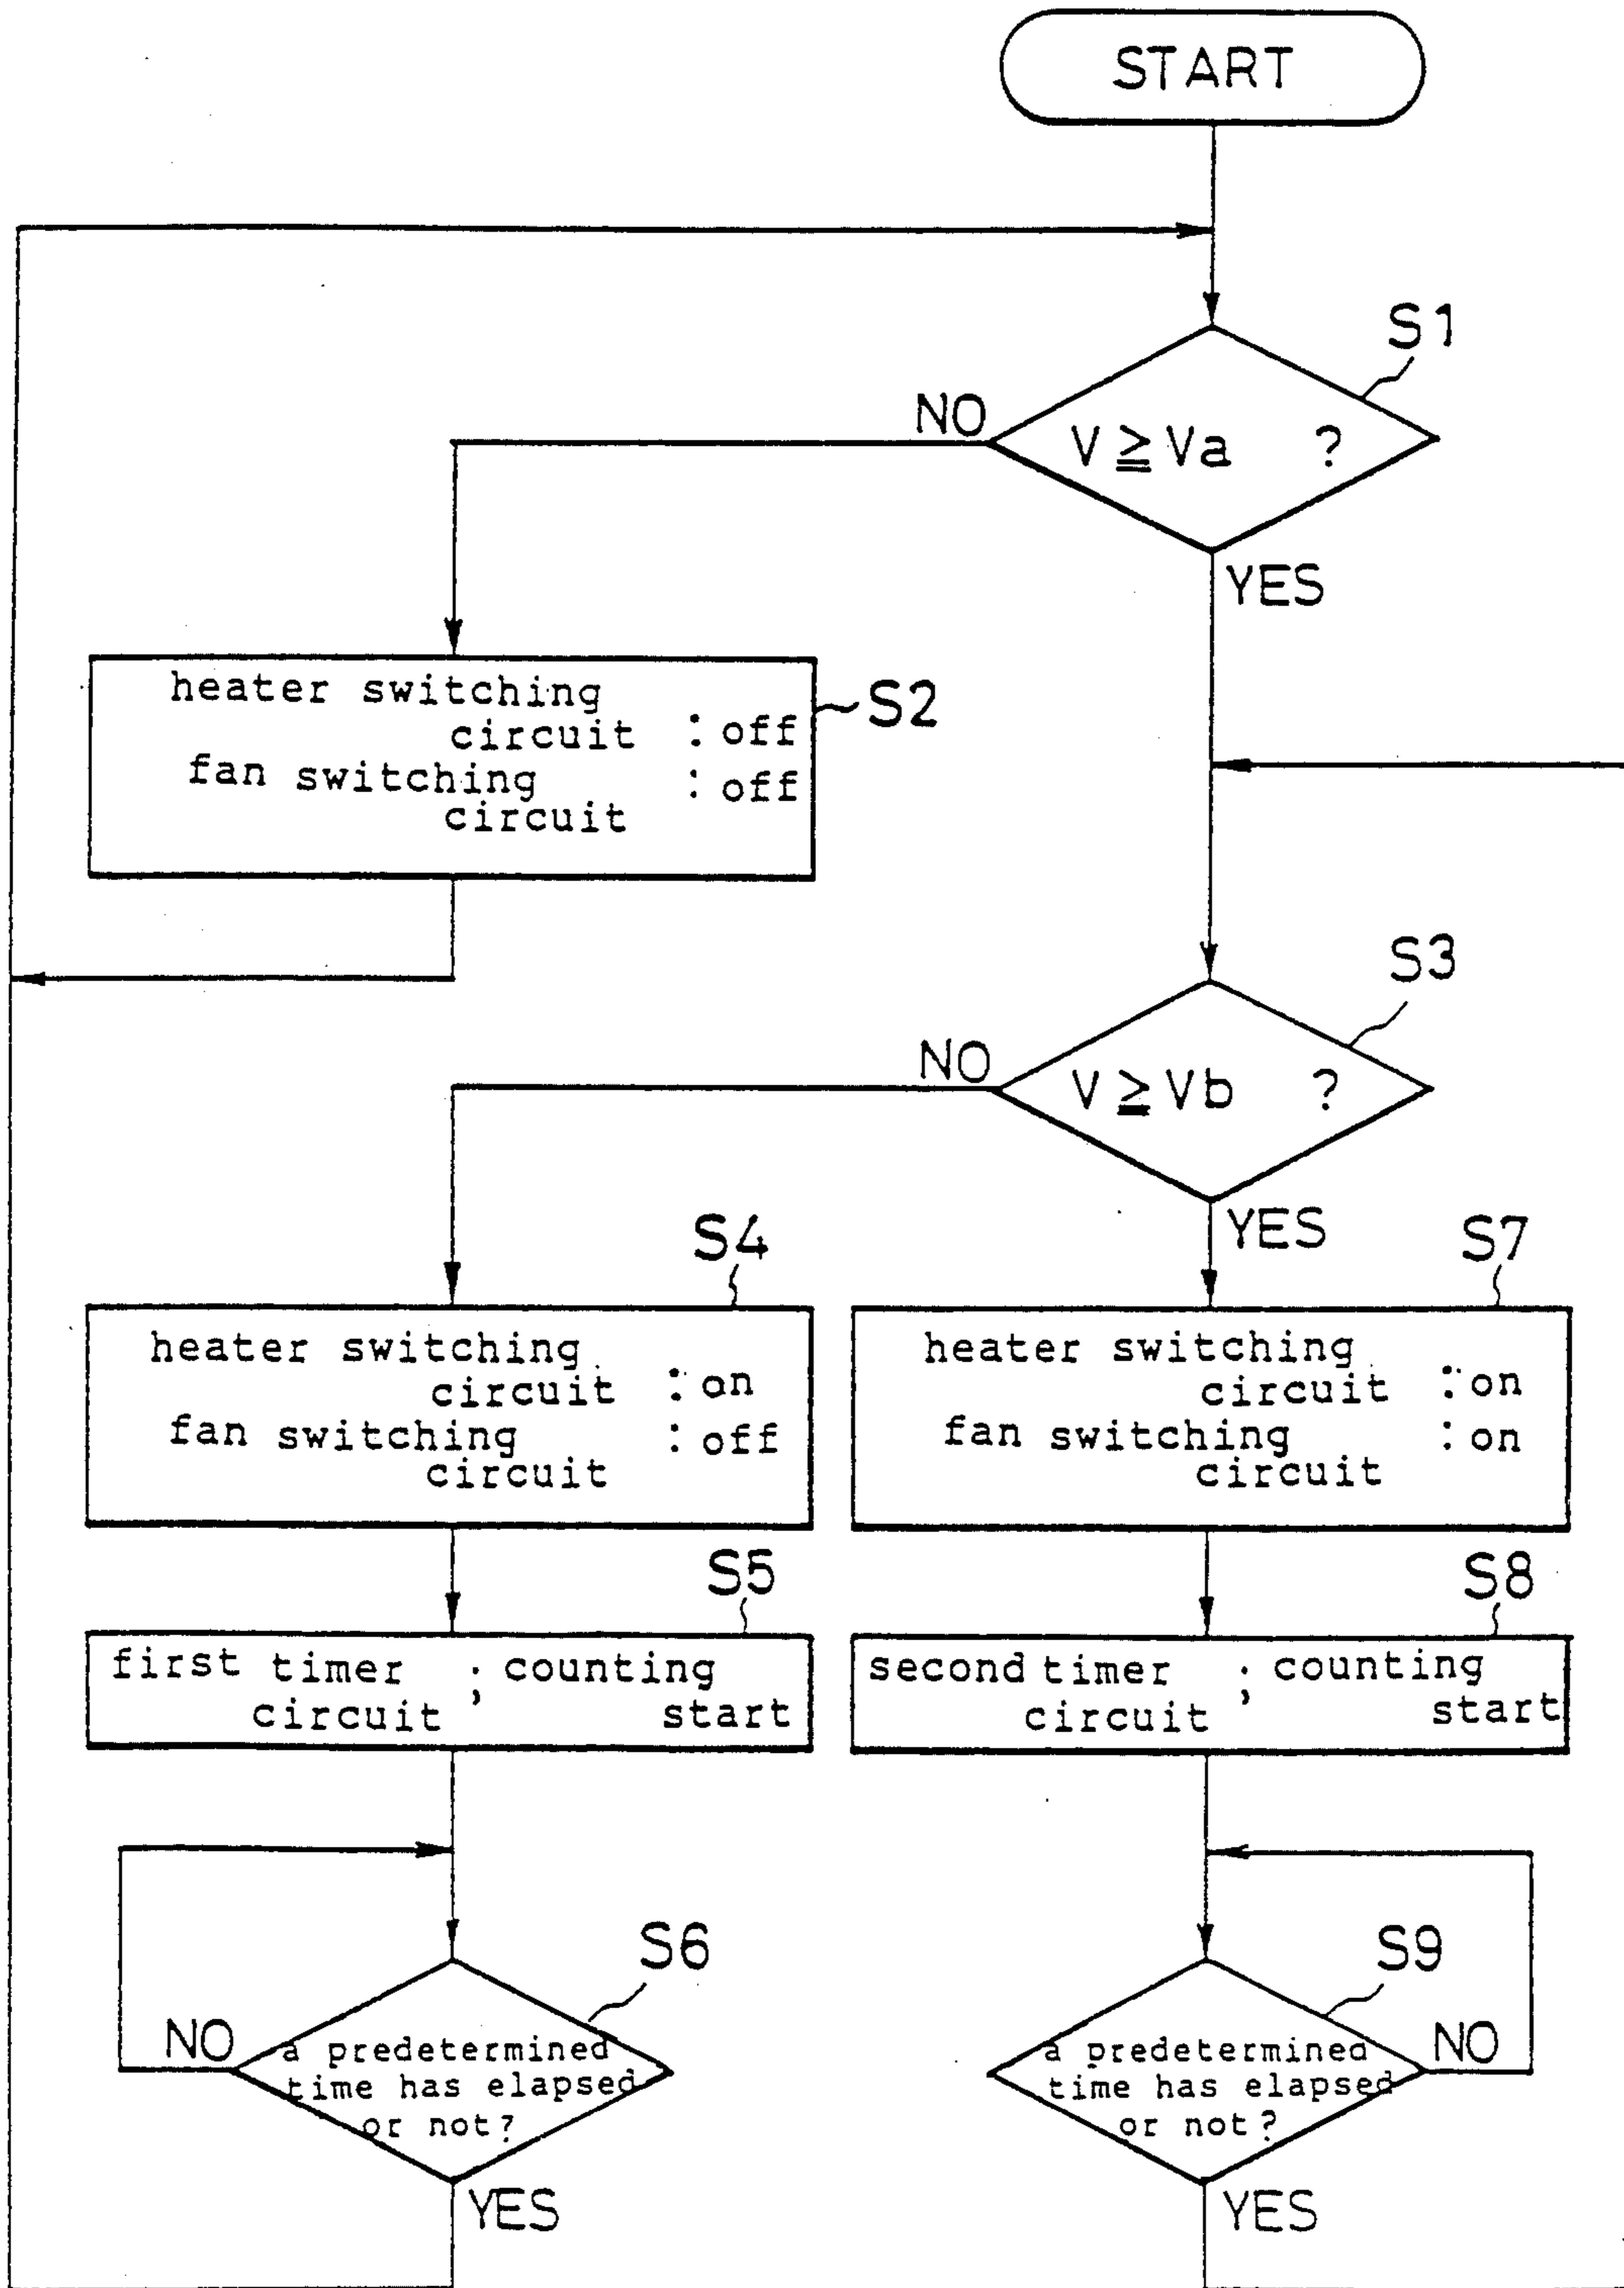 START
S1
NO
V ≧ Va ?
YES
heater switching
circuit : off
fan switching : off
circuit
S2
S3
NO
V ≧ Vb ?
YES
S4
heater switching
circuit : on
fan switching : off
circuit
S7
heater switching
circuit : on
fan switching : on
circuit
S5
first timer ; counting
circuit start
S8
second timer ; counting
circuit start
S6
NO
a predetermined
time has elapsed
or not?
YES
S9
a predetermined
time has elapsed
or not?
NO
YES